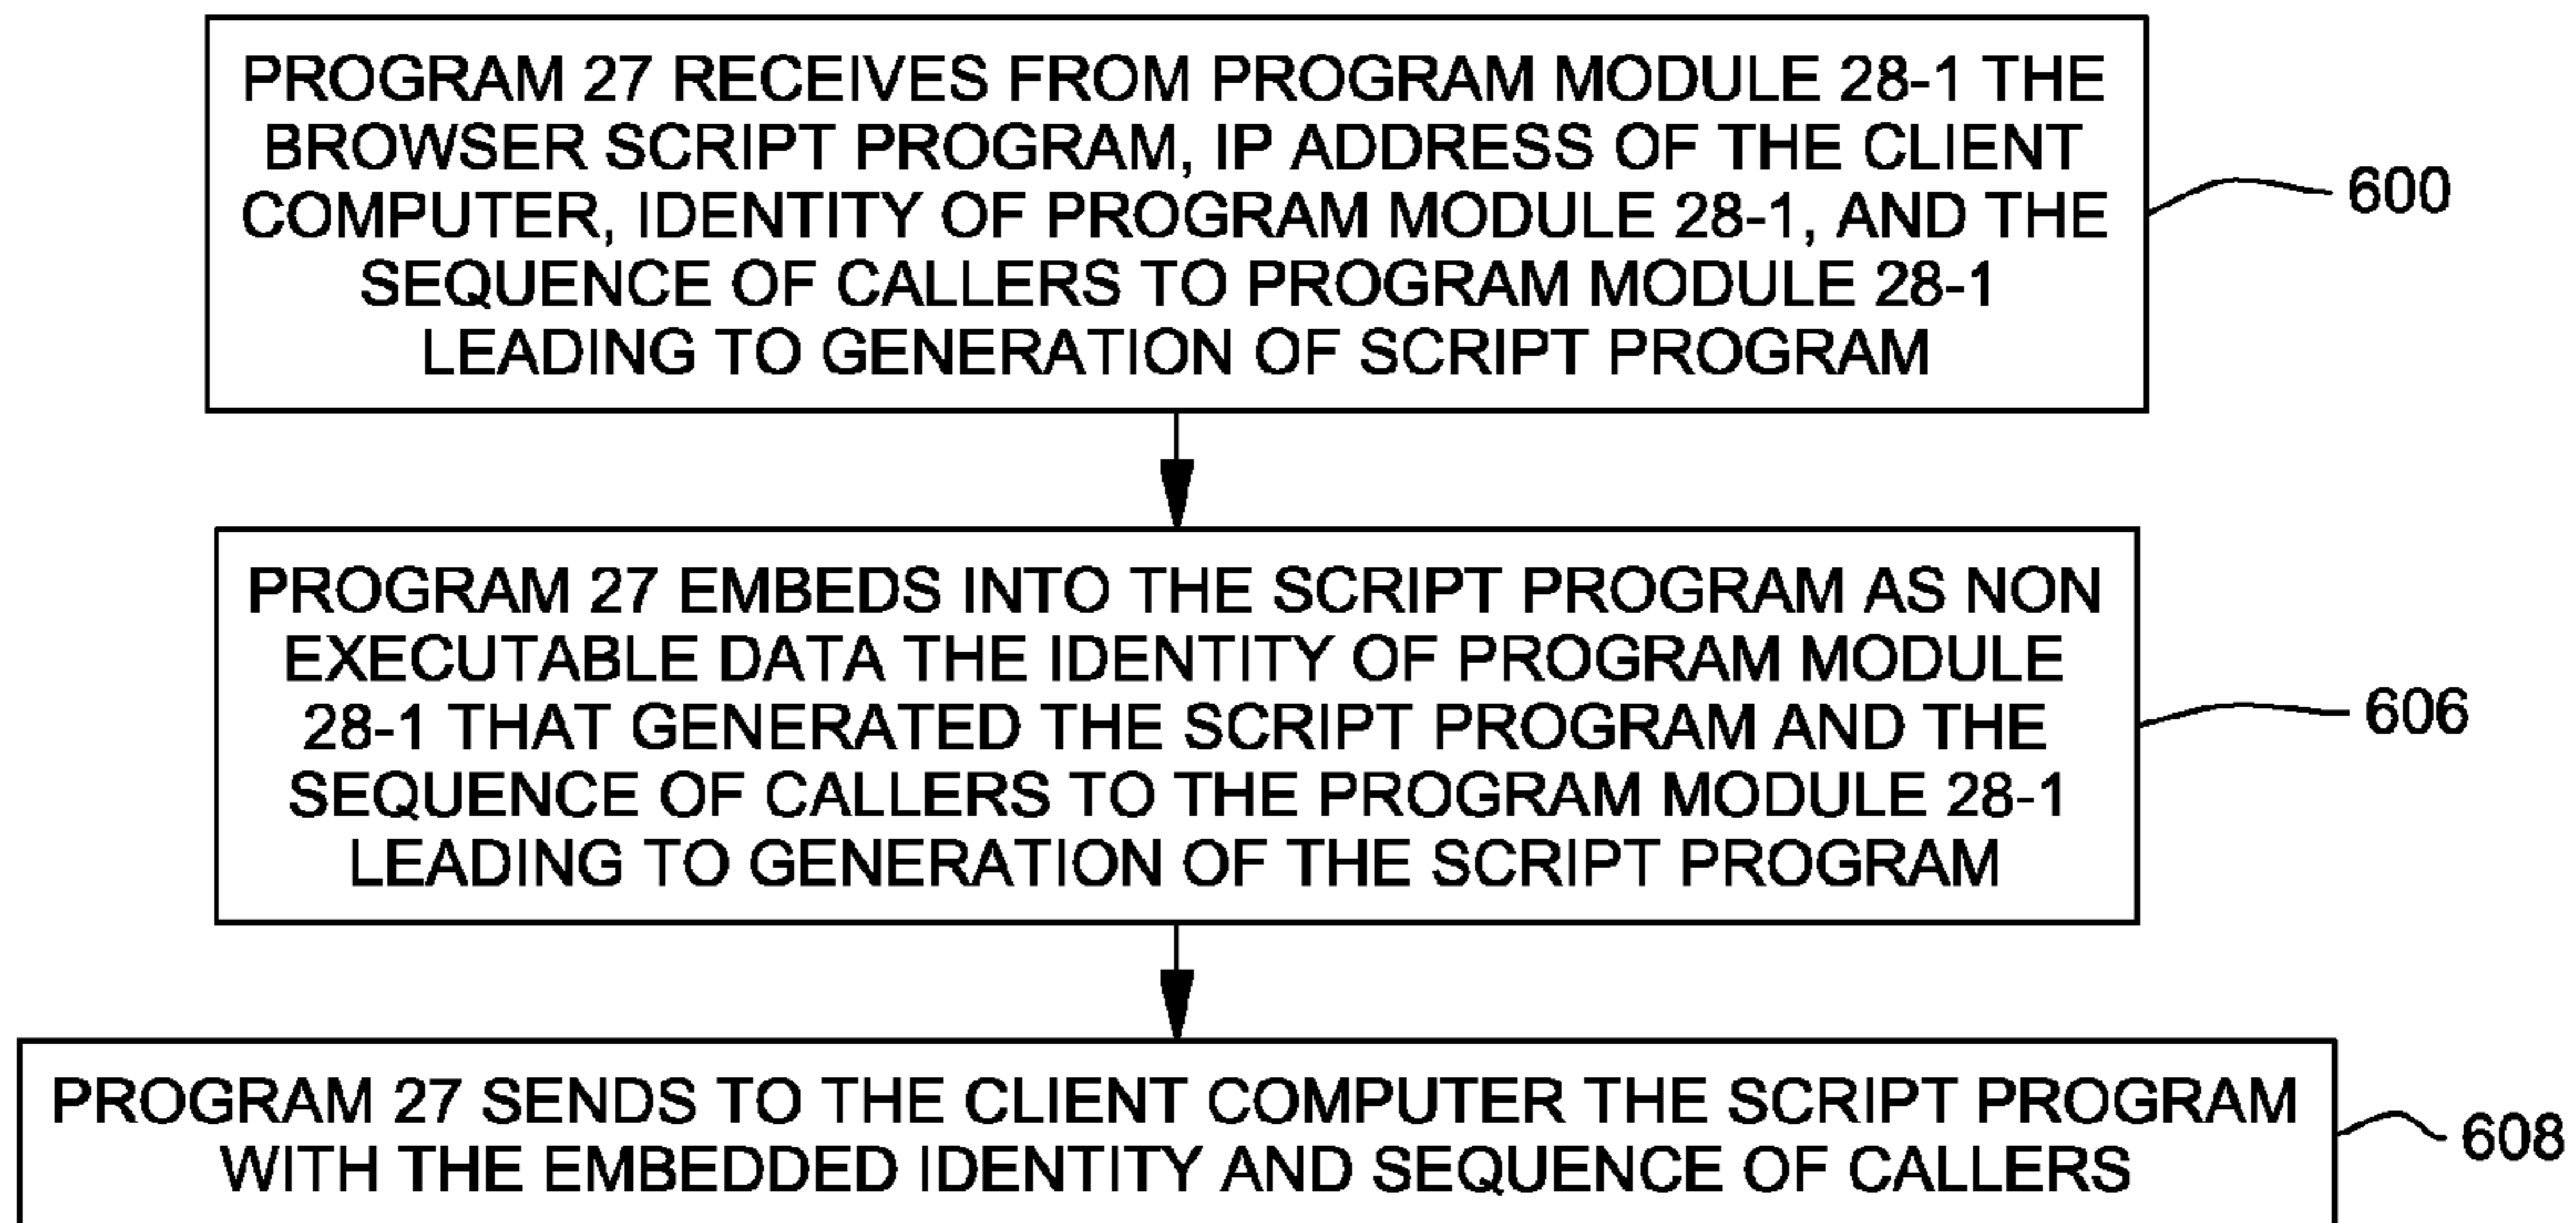 PROGRAM 27 RECEIVES FROM PROGRAM MODULE 28-1 THE
BROWSER SCRIPT PROGRAM, IP ADDRESS OF THE CLIENT
COMPUTER, IDENTITY OF PROGRAM MODULE 28-1, AND THE
SEQUENCE OF CALLERS TO PROGRAM MODULE 28-1
LEADING TO GENERATION OF SCRIPT PROGRAM
600
PROGRAM 27 EMBEDS INTO THE SCRIPT PROGRAM AS NON
EXECUTABLE DATA THE IDENTITY OF PROGRAM MODULE
28-1 THAT GENERATED THE SCRIPT PROGRAM AND THE
SEQUENCE OF CALLERS TO THE PROGRAM MODULE 28-1
LEADING TO GENERATION OF THE SCRIPT PROGRAM
606
PROGRAM 27 SENDS TO THE CLIENT COMPUTER THE SCRIPT PROGRAM
WITH THE EMBEDDED IDENTITY AND SEQUENCE OF CALLERS
608